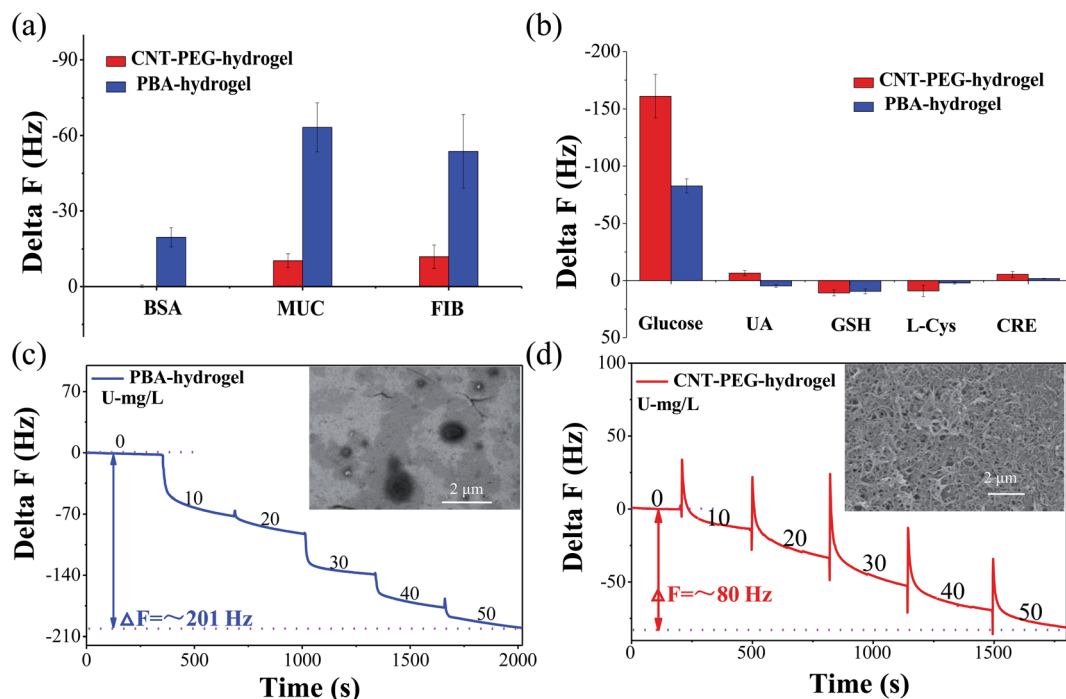 (a)
CNT-PEG-hydrogel
PBA-hydrogel
Delta F (Hz)
-90
-60
-30
0
BSA MUC FIB
(b)
CNT-PEG-hydrogel
PBA-hydrogel
Delta F (Hz)
-200
-150
-100
-50
0
50
Glucose UA GSH L-Cys CRE
(c)
PBA-hydrogel
U-mg/L
Delta F (Hz)
70
0
-70
-140
-210
0
10
20
30
40
50
ΔF=~201 Hz
2 μm
0 500 1000 1500 2000
Time (s)
(d)
CNT-PEG-hydrogel
U-mg/L
Delta F (Hz)
100
50
0
-50
0
10
20
30
40
50
ΔF=~80 Hz
2 μm
0 500 1000 1500
Time (s)